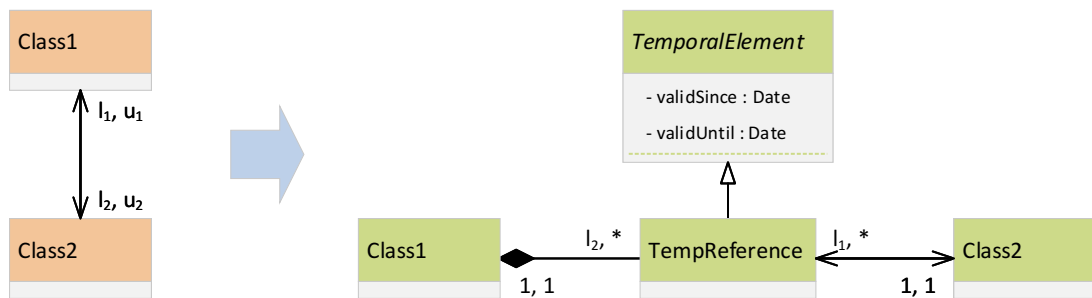 Class1
l₁, u₁
l₂, u₂
Class2
TemporalElement
- validSince : Date
- validUntil : Date
Class1
l₂, *
1, 1
TempReference
l₁, *
1, 1
Class2